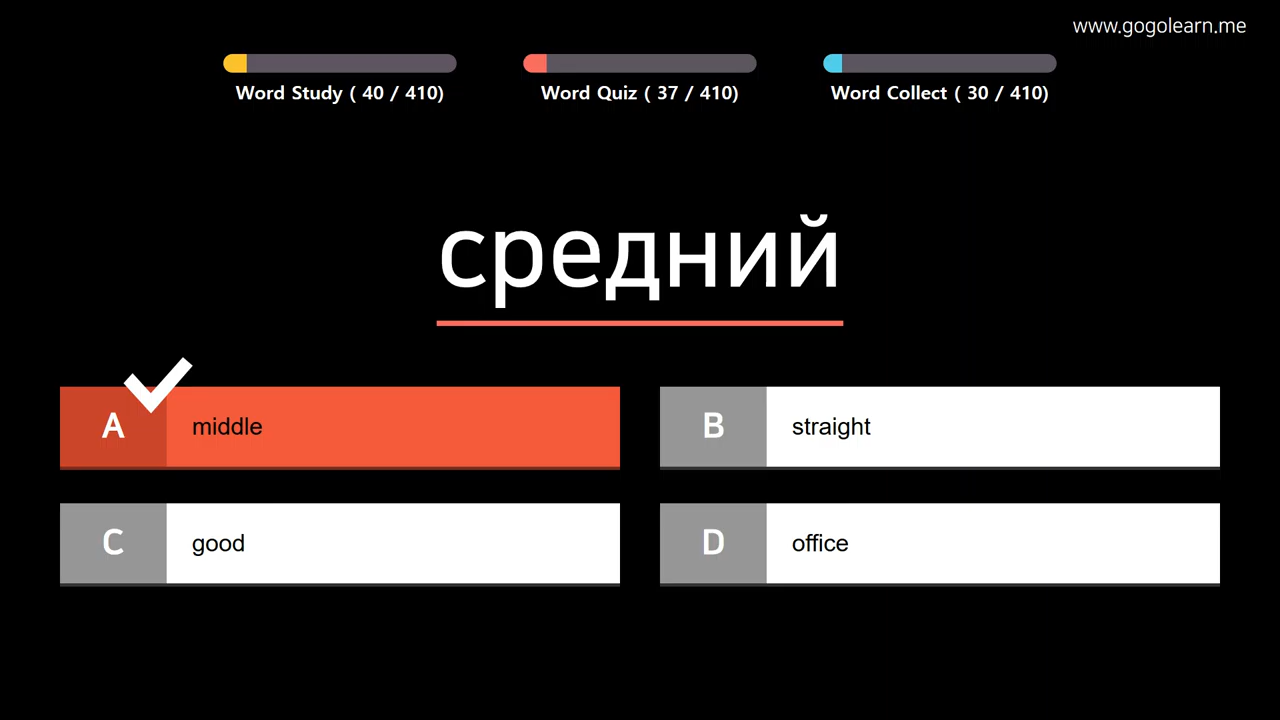 www.gogolearn.me
Word Study ( 40 / 410)
Word Quiz ( 37 / 410)
Word Collect ( 30 / 410)
средний
A middle
B straight
C good
D office